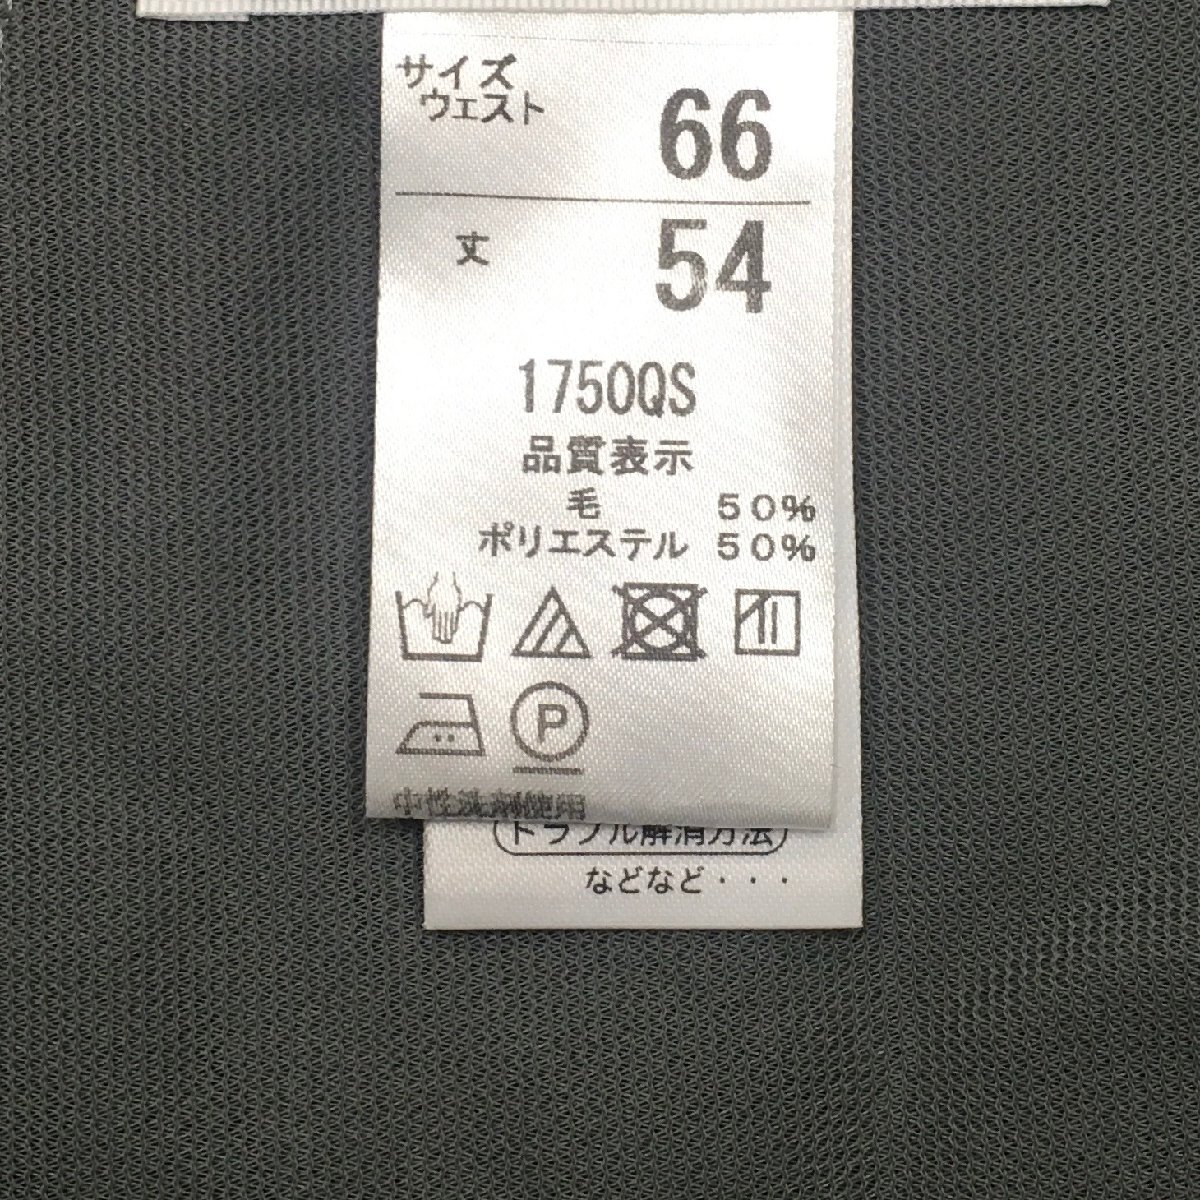 サイズ
ウェスト 66
丈 54
1750QS
品質表示
毛 50%
ポリエステル 50%
P
中性洗剤使用
トラブル解消方法
などなど・・・